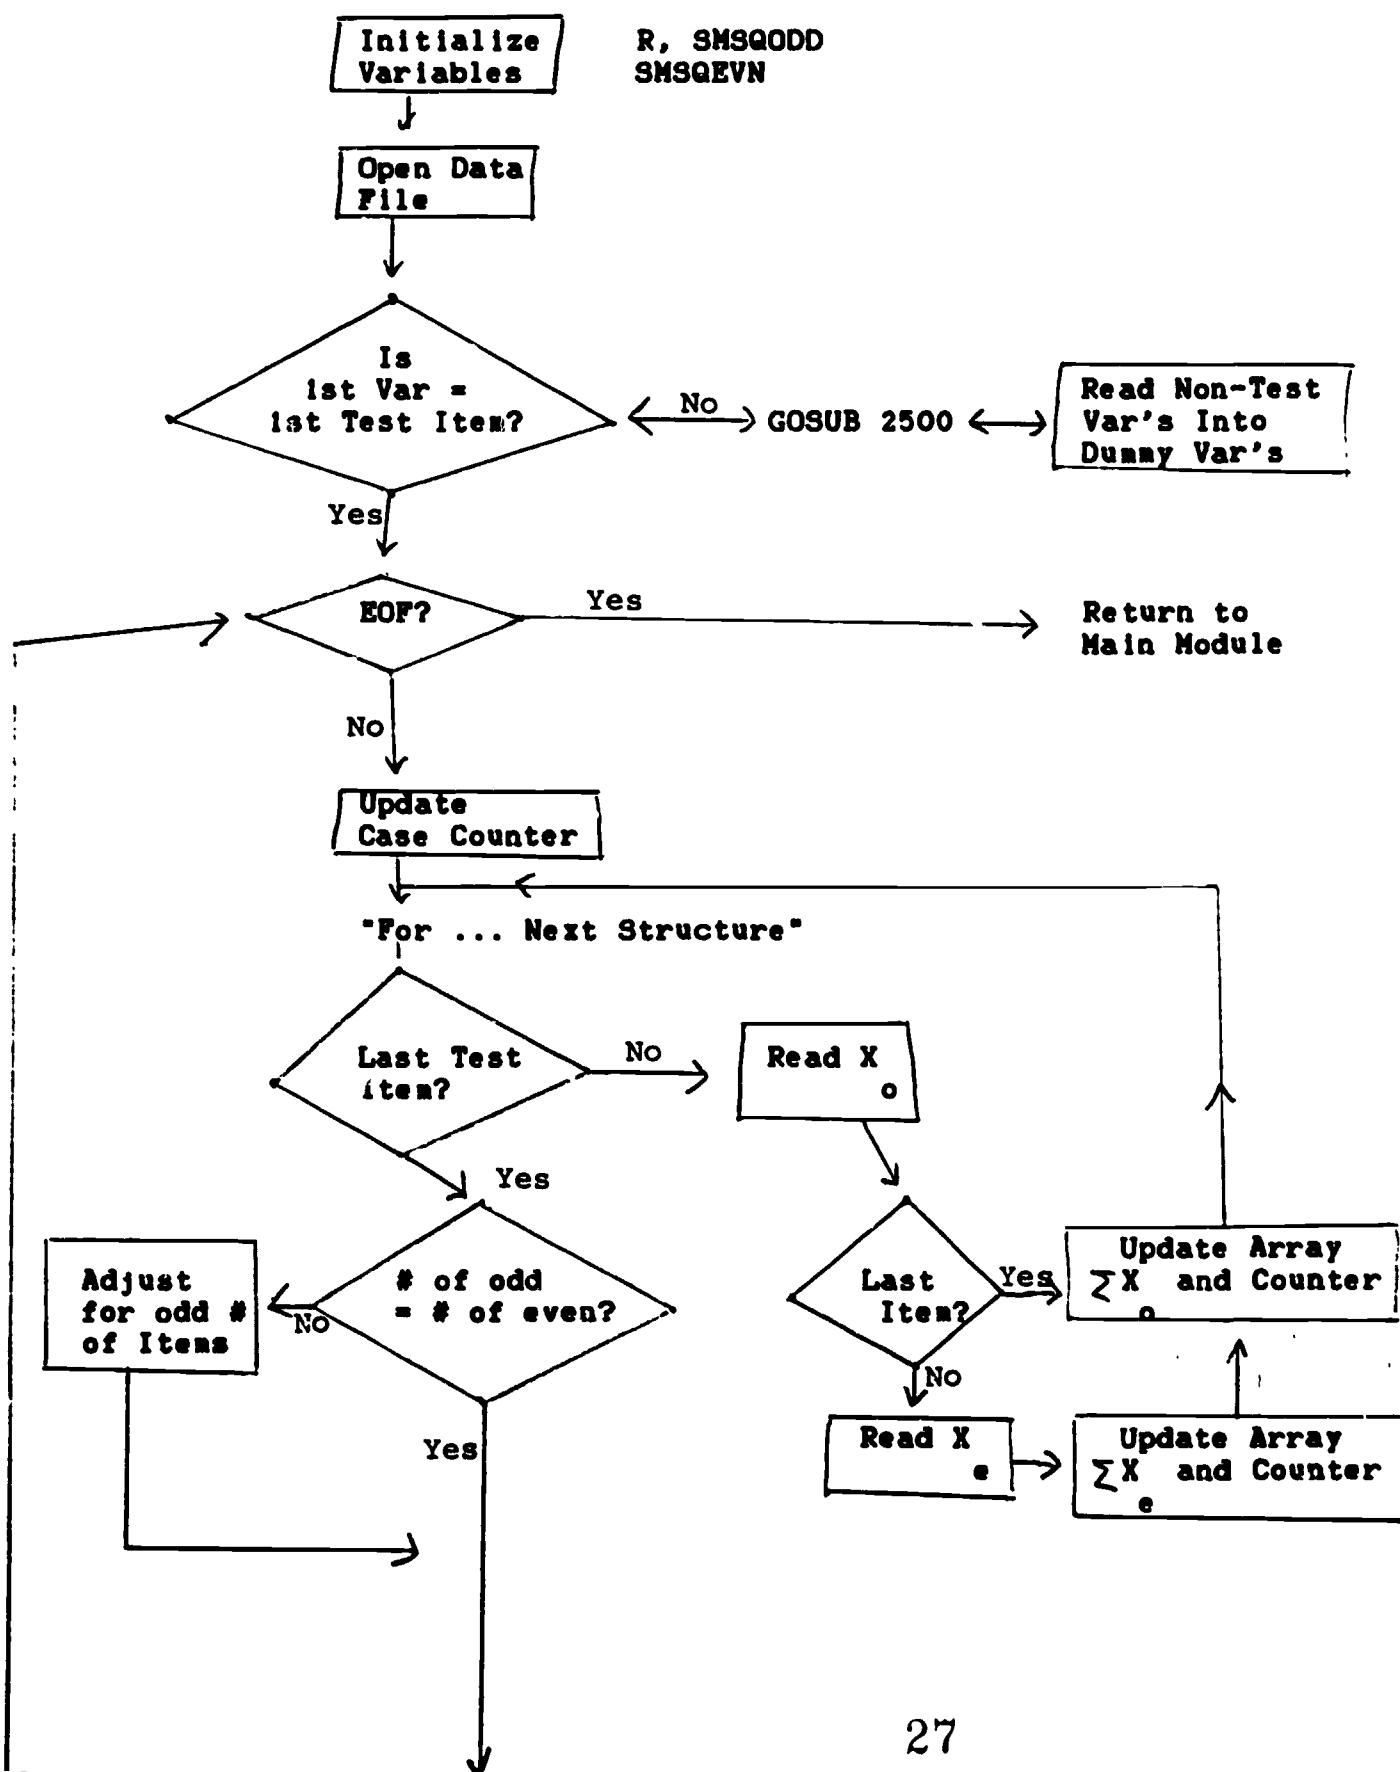 Initialize
Variables
R, SMSQODD
SMSQEVN
Open Data
File
Is
1st Var =
1st Test Item?
No
GOSUB 2500
Read Non-Test
Var's Into
Dummy Var's
Yes
EOF?
Yes
Return to
Main Module
No
Update
Case Counter
"For ... Next Structure"
Last Test
item?
No
Read X
o
Yes
Adjust
for odd #
of Items
No
# of odd
= # of even?
Last
Item?
Yes
Update Array
ΣX and Counter
o
No
Yes
Read X
e
Update Array
ΣX and Counter
e
27